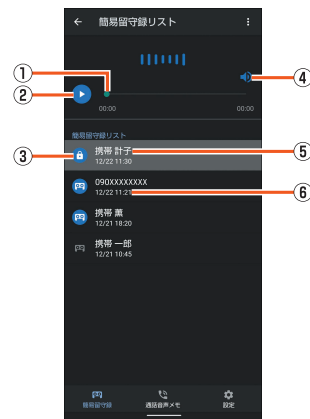 簡易留守録リスト
①
②
④
00:00 00:00
簡易留守録リスト
③
携帯 計子
⑤
12/22 11:30
090XXXXXXXX
12/22 11:21
⑥
携帯 薫
12/21 18:20
携帯 一郎
12/21 10:45
簡易留守録 通話音声メモ 設定